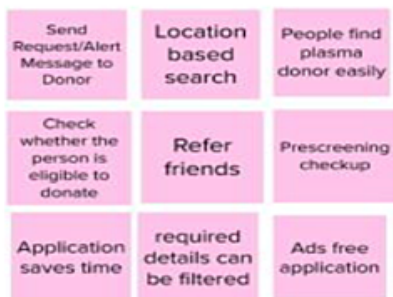 Send
Request/Alert
Message to
Donor
Location
based
search
People find
plasma
donor easily
Check
whether the
person is
eligible to
donate
Refer
friends
Prescreening
checkup
Application
saves time
required
details can
be filtered
Ads free
application